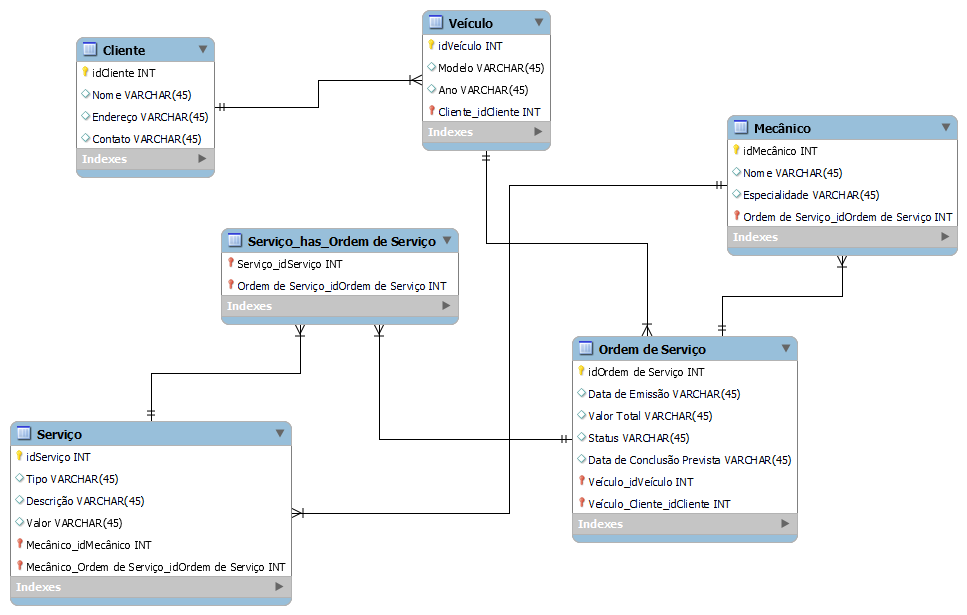 Cliente
idCliente INT
Nome VARCHAR(45)
Endereço VARCHAR(45)
Contato VARCHAR(45)
Indexes
Veículo
idVeículo INT
Modelo VARCHAR(45)
Ano VARCHAR(45)
Cliente_idCliente INT
Indexes
Mecânico
idMecânico INT
Nome VARCHAR(45)
Especialidade VARCHAR(45)
Ordem de Serviço_idOrdem de Serviço INT
Indexes
Serviço_has_Ordem de Serviço
Serviço_idServiço INT
Ordem de Serviço_idOrdem de Serviço INT
Indexes
Ordem de Serviço
idOrdem de Serviço INT
Data de Emissão VARCHAR(45)
Valor Total VARCHAR(45)
Status VARCHAR(45)
Data de Conclusão Prevista VARCHAR(45)
Veículo_idVeículo INT
Veículo_Cliente_idCliente INT
Indexes
Serviço
idServiço INT
Tipo VARCHAR(45)
Descrição VARCHAR(45)
Valor VARCHAR(45)
Mecânico_idMecânico INT
Mecânico_Ordem de Serviço_idOrdem de Serviço INT
Indexes